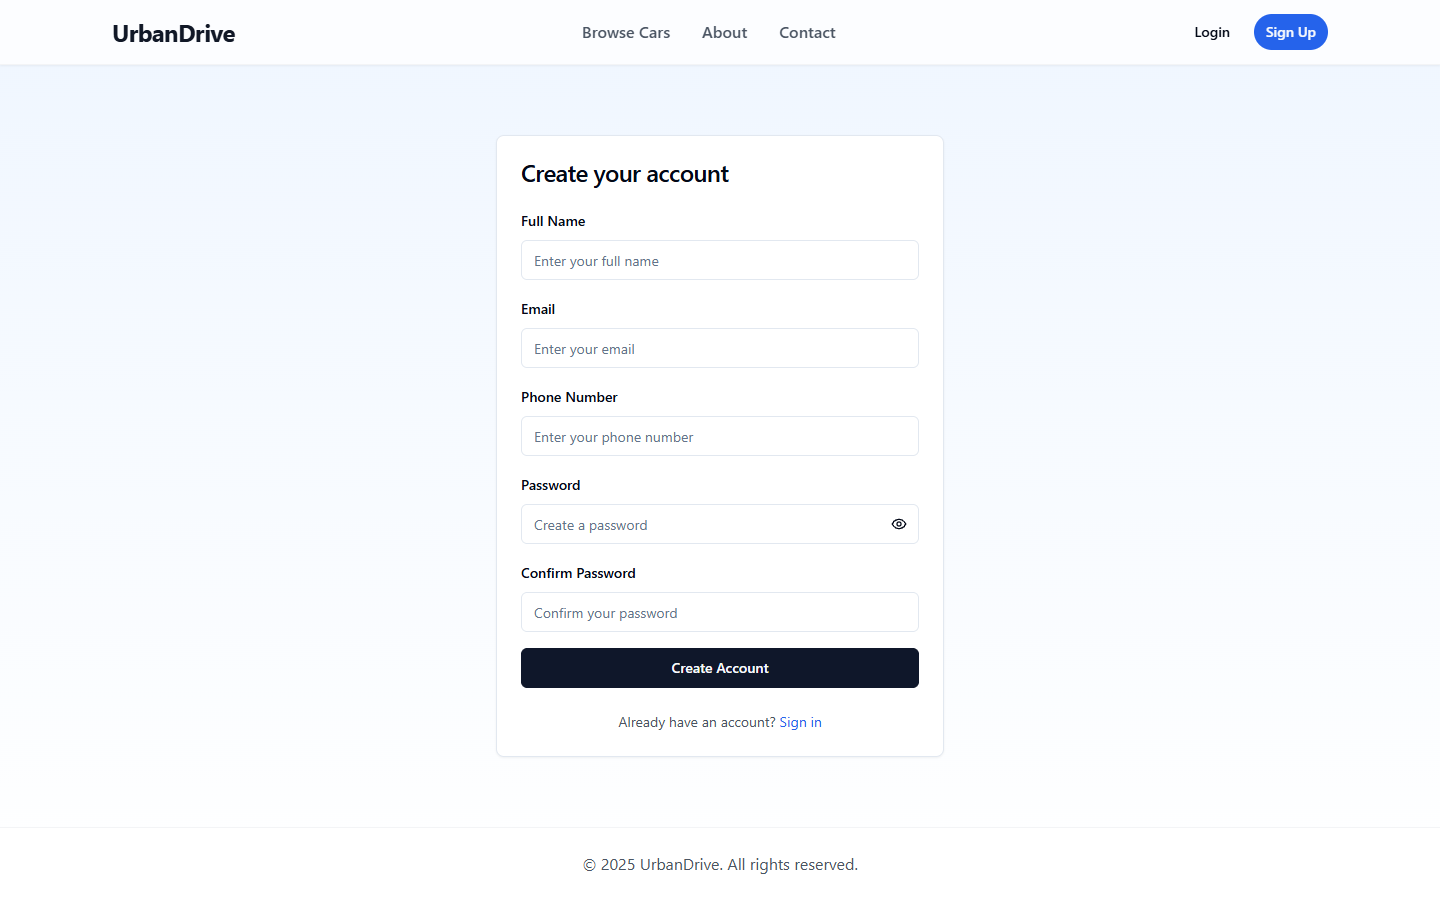 UrbanDrive
Browse Cars
About
Contact
Login
Sign Up
Create your account
Full Name
Enter your full name
Email
Enter your email
Phone Number
Enter your phone number
Password
Create a password
Confirm Password
Confirm your password
Create Account
Already have an account? Sign in
© 2025 UrbanDrive. All rights reserved.